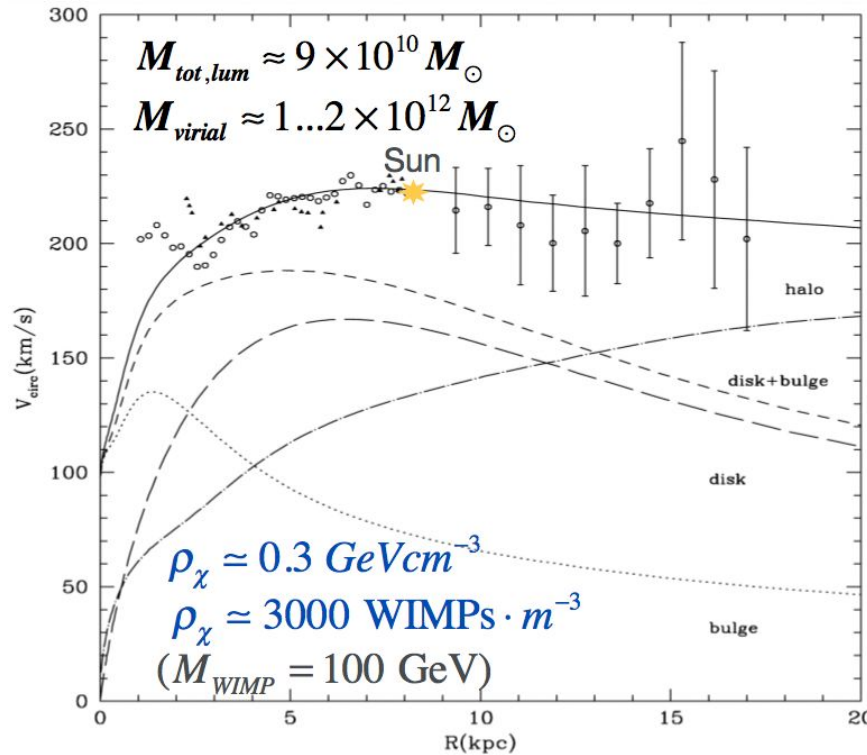 300
250
200
150
100
50
0
V_circ(km/s)
M_tot,lum ≈ 9 × 10^10 M_⊙
M_virial ≈ 1...2 × 10^12 M_⊙
Sun
halo
disk+bulge
disk
bulge
ρ_χ ≃ 0.3 GeVcm^-3
ρ_χ ≃ 3000 WIMPs · m^-3
(M_WIMP = 100 GeV)
0 5 10 15 20
R(kpc)